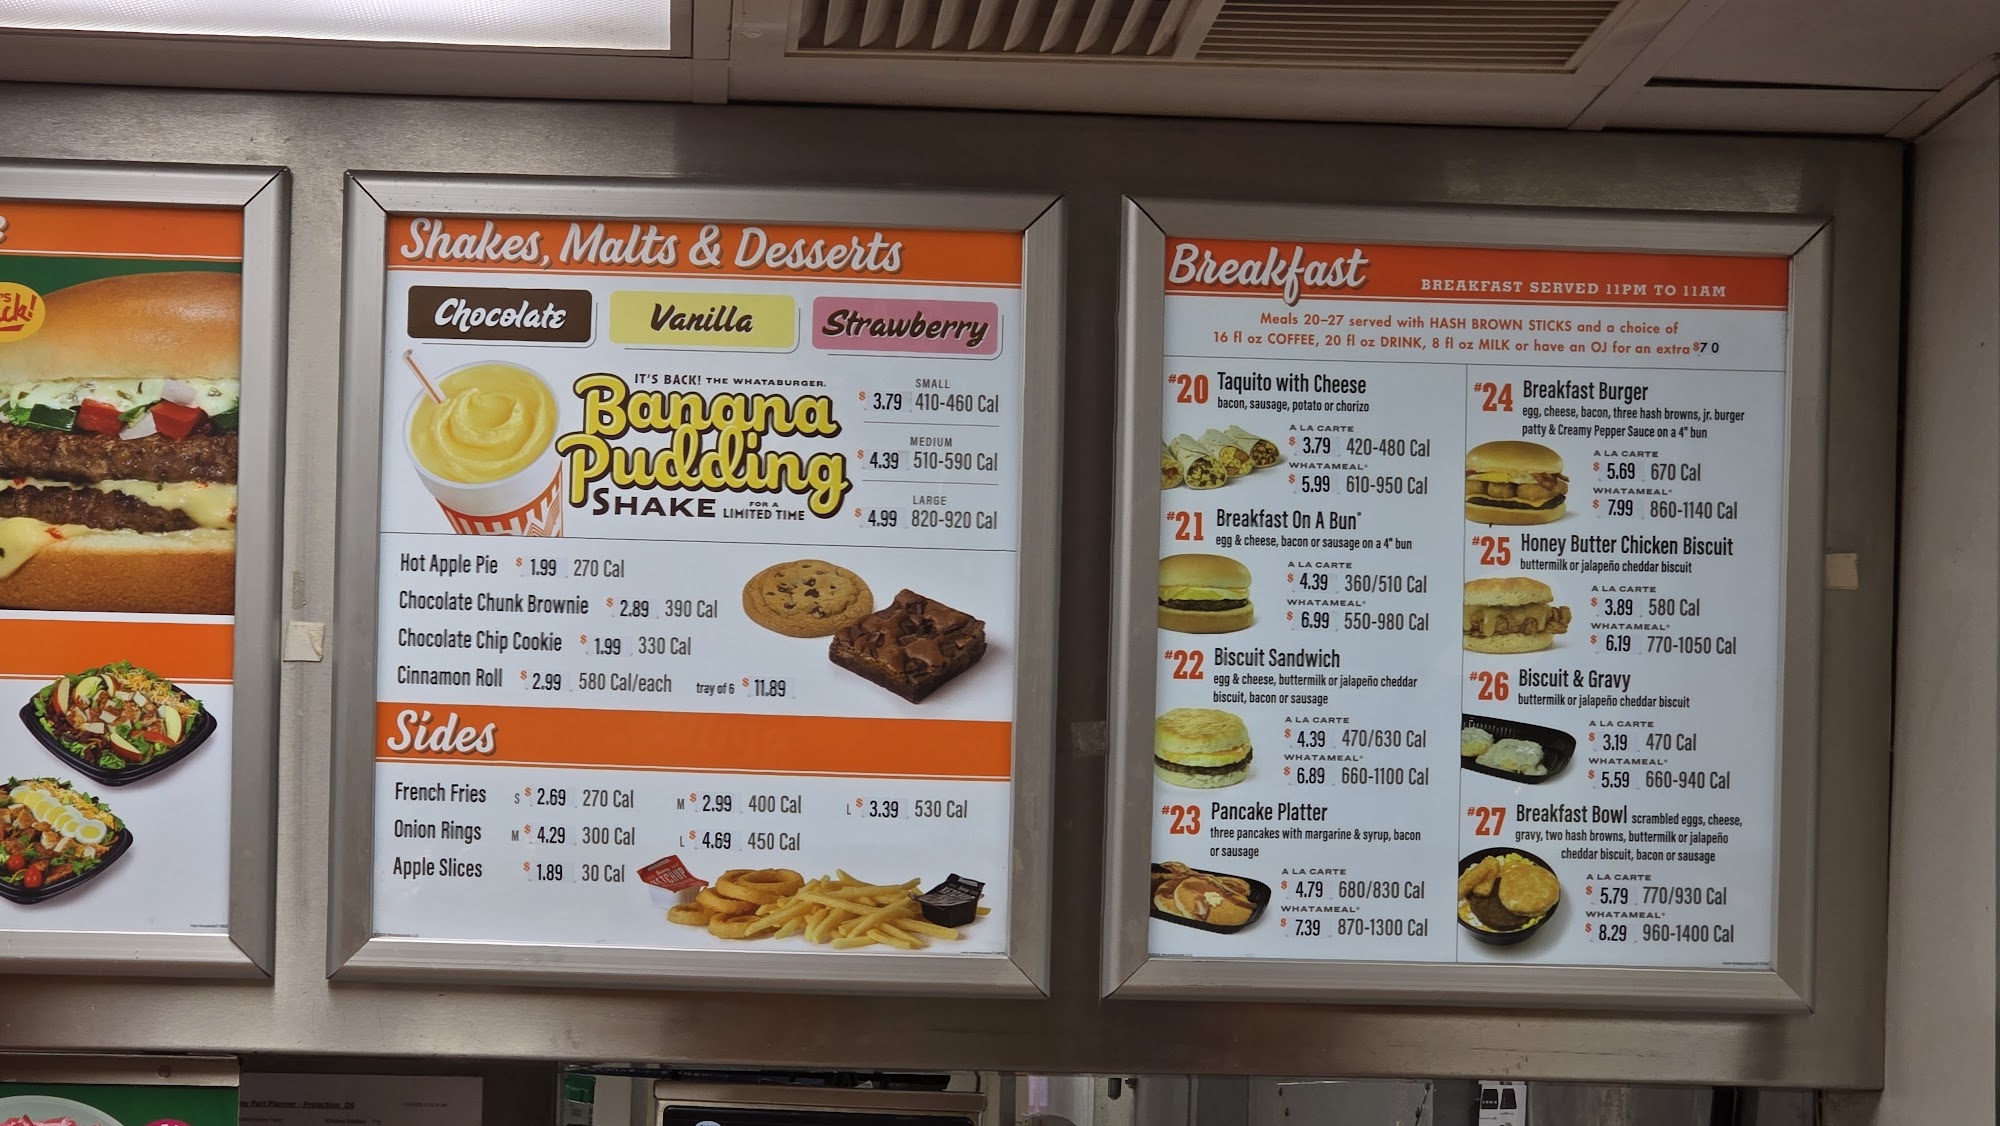 Shakes, Malts & Desserts
Chocolate
Vanilla
Strawberry
IT'S BACK! THE WHATABURGER.
Banana
Pudding
SHAKE FOR A LIMITED TIME
SMALL
$ 3.79 410-460 Cal
MEDIUM
$ 4.39 510-590 Cal
LARGE
$ 4.99 820-920 Cal
Hot Apple Pie $ 1.99 270 Cal
Chocolate Chunk Brownie $ 2.89 390 Cal
Chocolate Chip Cookie $ 1.99 330 Cal
Cinnamon Roll $ 2.99 580 Cal/each tray of 6 $ 11.89
Sides
French Fries S $ 2.69 270 Cal M $ 2.99 400 Cal L $ 3.39 530 Cal
Onion Rings M $ 4.29 300 Cal L $ 4.69 450 Cal
Apple Slices $ 1.89 30 Cal
KETCHUP
Breakfast BREAKFAST SERVED 11PM TO 11AM
Meals 20-27 served with HASH BROWN STICKS and a choice of
16 fl oz COFFEE, 20 fl oz DRINK, 8 fl oz MILK or have an OJ for an extra $70
#20 Taquito with Cheese
bacon, sausage, potato or chorizo
A LA CARTE
$ 3.79 420-480 Cal
WHATAMEAL®
$ 5.99 610-950 Cal
#21 Breakfast On A Bun®
egg & cheese, bacon or sausage on a 4" bun
A LA CARTE
$ 4.39 360/510 Cal
WHATAMEAL®
$ 6.99 550-980 Cal
#22 Biscuit Sandwich
egg & cheese, buttermilk or jalapeño cheddar
biscuit, bacon or sausage
A LA CARTE
$ 4.39 470/630 Cal
WHATAMEAL®
$ 6.89 660-1100 Cal
#23 Pancake Platter
three pancakes with margarine & syrup, bacon
or sausage
A LA CARTE
$ 4.79 680/830 Cal
WHATAMEAL®
$ 7.39 870-1300 Cal
#24 Breakfast Burger
egg, cheese, bacon, three hash browns, jr. burger
patty & Creamy Pepper Sauce on a 4" bun
A LA CARTE
$ 5.69 670 Cal
WHATAMEAL®
$ 7.99 860-1140 Cal
#25 Honey Butter Chicken Biscuit
buttermilk or jalapeño cheddar biscuit
A LA CARTE
$ 3.89 580 Cal
WHATAMEAL®
$ 6.19 770-1050 Cal
#26 Biscuit & Gravy
buttermilk or jalapeño cheddar biscuit
A LA CARTE
$ 3.19 470 Cal
WHATAMEAL®
$ 5.59 660-940 Cal
#27 Breakfast Bowl scrambled eggs, cheese,
gravy, two hash browns, buttermilk or jalapeño
cheddar biscuit, bacon or sausage
A LA CARTE
$ 5.79 770/930 Cal
WHATAMEAL®
$ 8.29 960-1400 Cal